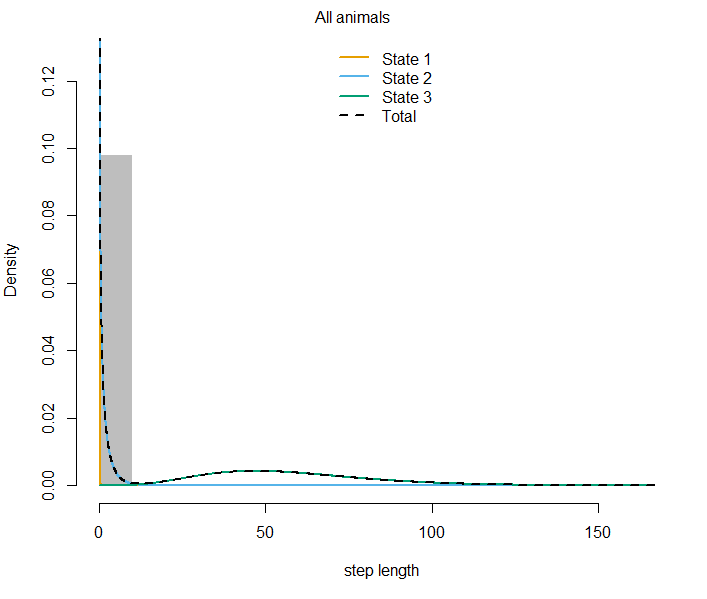 All animals
State 1
State 2
State 3
Total
Density
0.12
0.10
0.08
0.06
0.04
0.02
0.00
0 50 100 150
step length